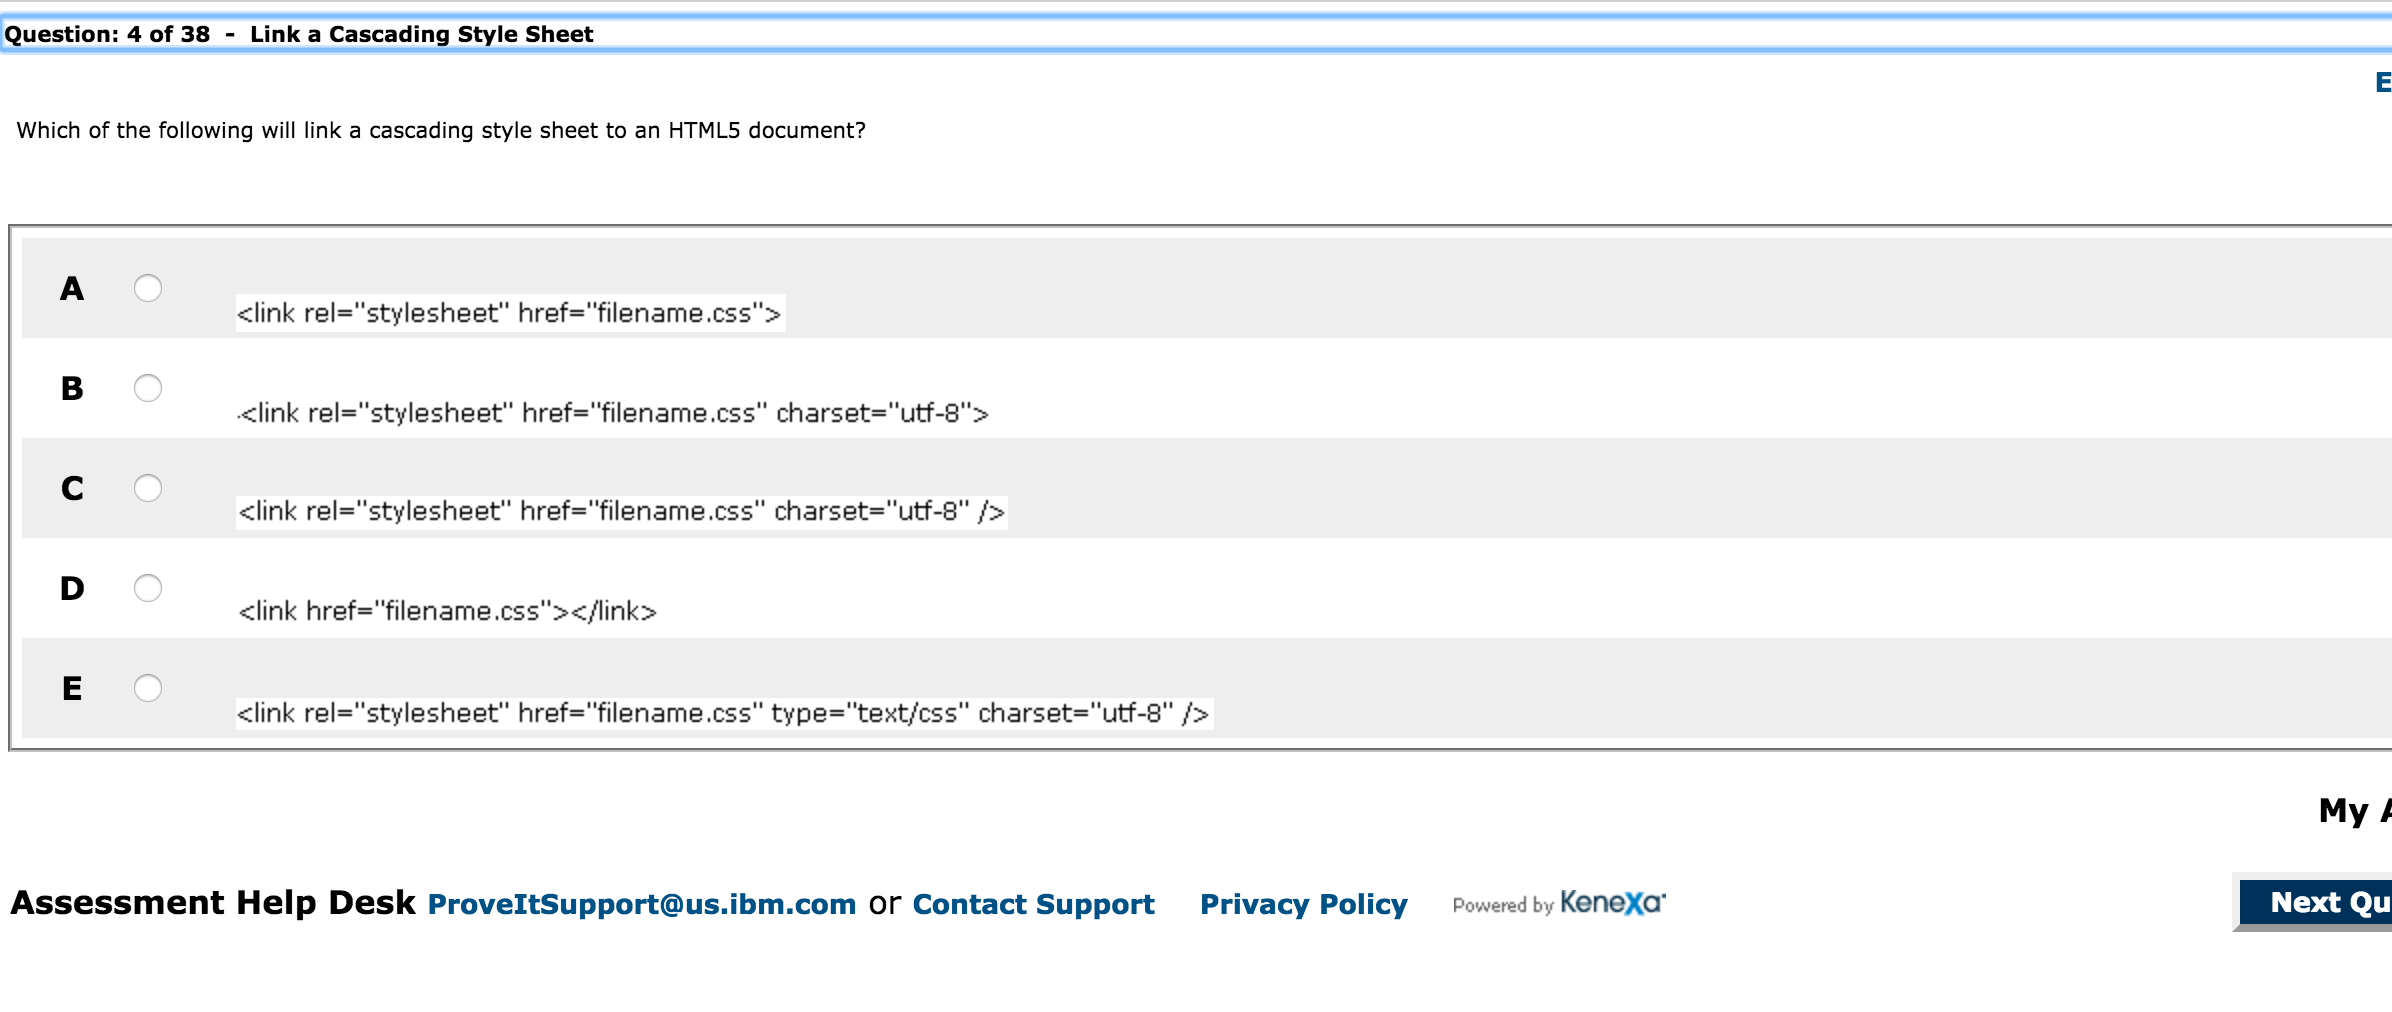 Question: 4 of 38 - Link a Cascading Style Sheet
E
Which of the following will link a cascading style sheet to an HTML5 document?
A <link rel="stylesheet" href="filename.css">
B <link rel="stylesheet" href="filename.css" charset="utf-8">
C <link rel="stylesheet" href="filename.css" charset="utf-8" />
D <link href="filename.css"></link>
E <link rel="stylesheet" href="filename.css" type="text/css" charset="utf-8" />
My A
Assessment Help Desk ProveItSupport@us.ibm.com or Contact Support Privacy Policy Powered by Kenexa Next Qu